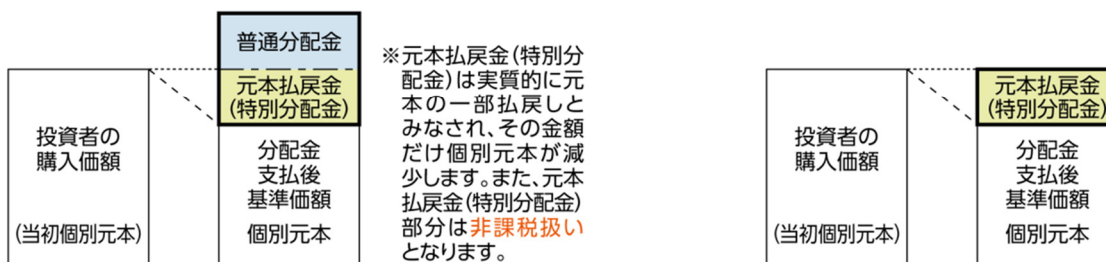 普通分配金
元本払戻金
(特別分配金)
投資者の
購入価額
(当初個別元本)
分配金
支払後
基準価額
個別元本
※元本払戻金(特別分
配金)は実質的に元
本の一部払戻しと
みなされ、その金額
だけ個別元本が減
少します。また、元本
払戻金(特別分配金)
部分は非課税扱い
となります。
元本払戻金
(特別分配金)
投資者の
購入価額
(当初個別元本)
分配金
支払後
基準価額
個別元本